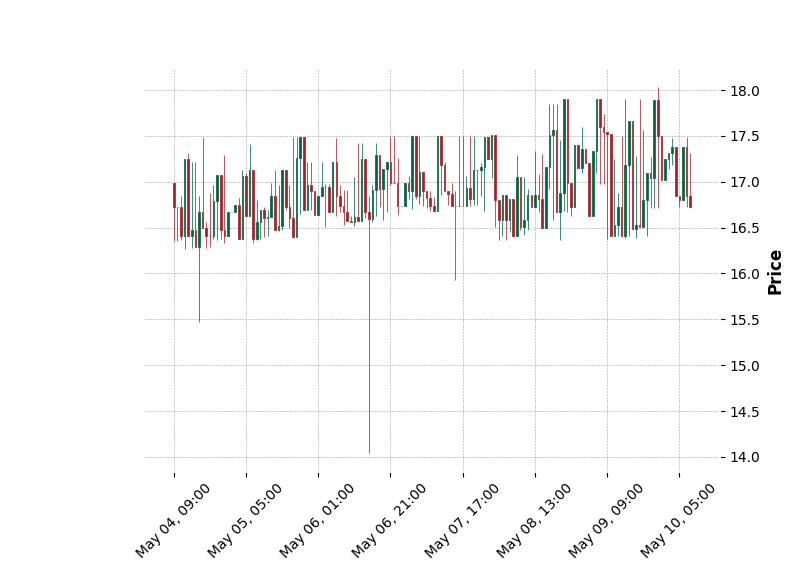 18.0
17.5
17.0
16.5
16.0
15.5
15.0
14.5
14.0
Price
May 04, 09:00
May 05, 05:00
May 06, 01:00
May 06, 21:00
May 07, 17:00
May 08, 13:00
May 09, 09:00
May 10, 05:00